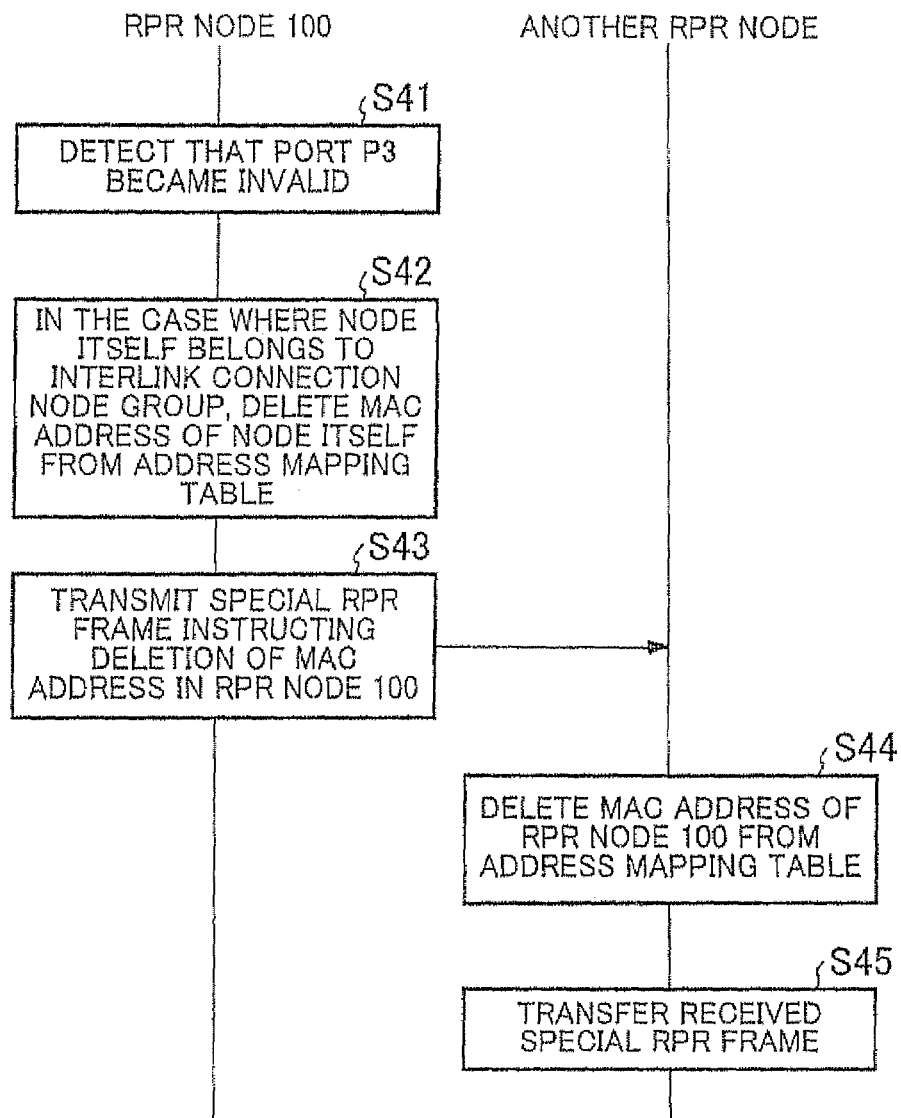 RPR NODE 100
ANOTHER RPR NODE
S41
DETECT THAT PORT P3
BECAME INVALID
S42
IN THE CASE WHERE NODE
ITSELF BELONGS TO
INTERLINK CONNECTION
NODE GROUP, DELETE MAC
ADDRESS OF NODE ITSELF
FROM ADDRESS MAPPING
TABLE
S43
TRANSMIT SPECIAL RPR
FRAME INSTRUCTING
DELETION OF MAC
ADDRESS IN RPR NODE 100
S44
DELETE MAC ADDRESS OF
RPR NODE 100 FROM
ADDRESS MAPPING TABLE
S45
TRANSFER RECEIVED
SPECIAL RPR FRAME